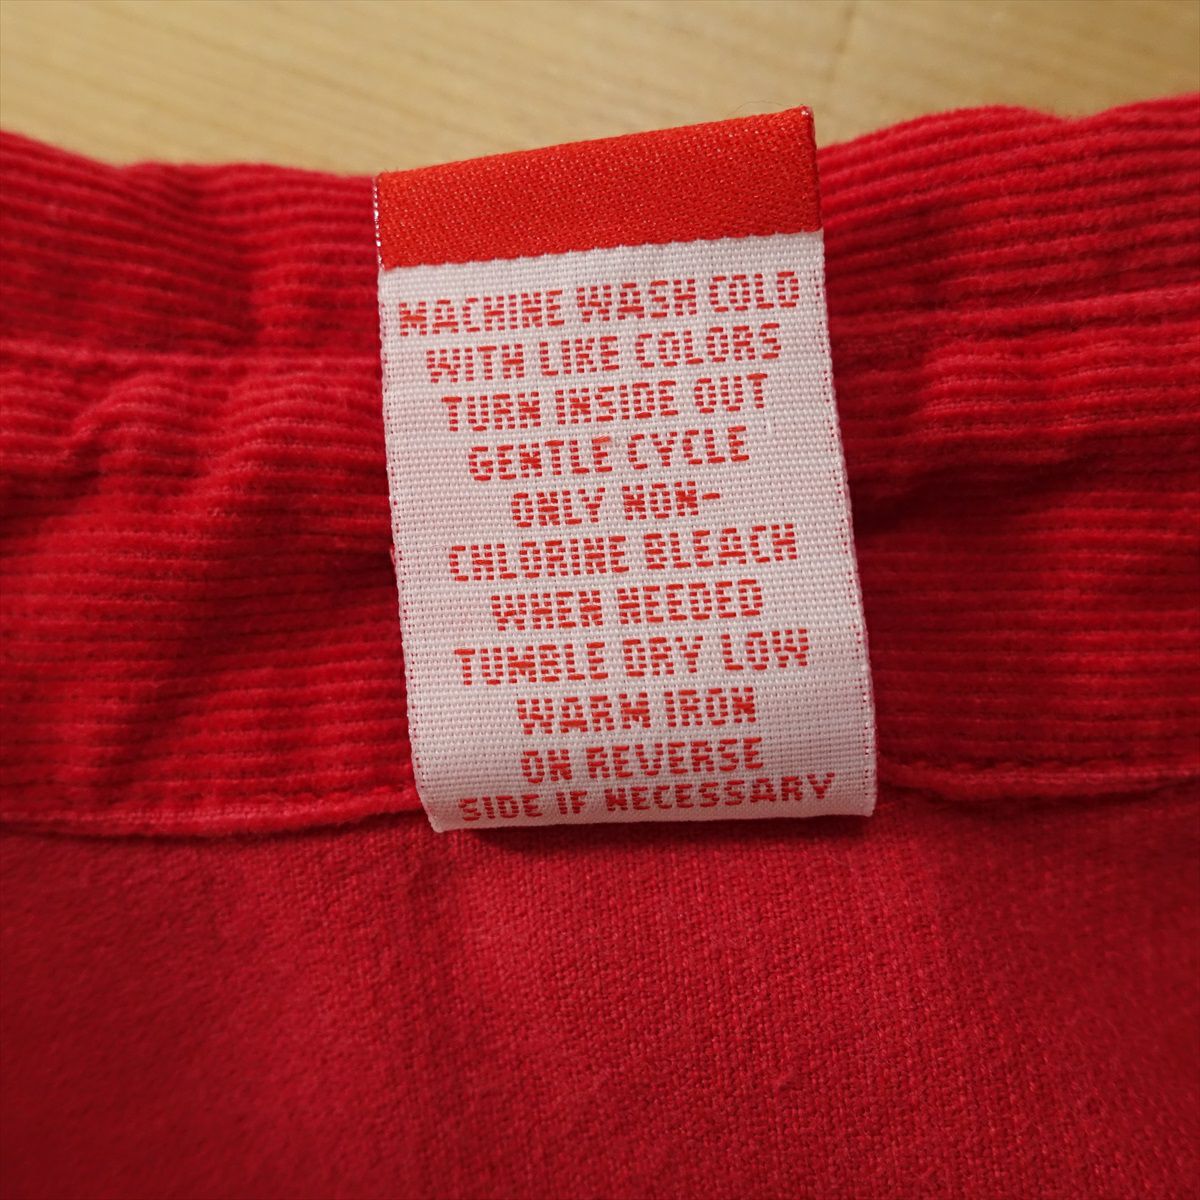 MACHINE WASH COLD
WITH LIKE COLORS
TURN INSIDE OUT
GENTLE CYCLE
ONLY NON-
CHLORINE BLEACH
WHEN NEEDED
TUMBLE DRY LOW
WARM IRON
ON REVERSE
SIDE IF NECESSARY